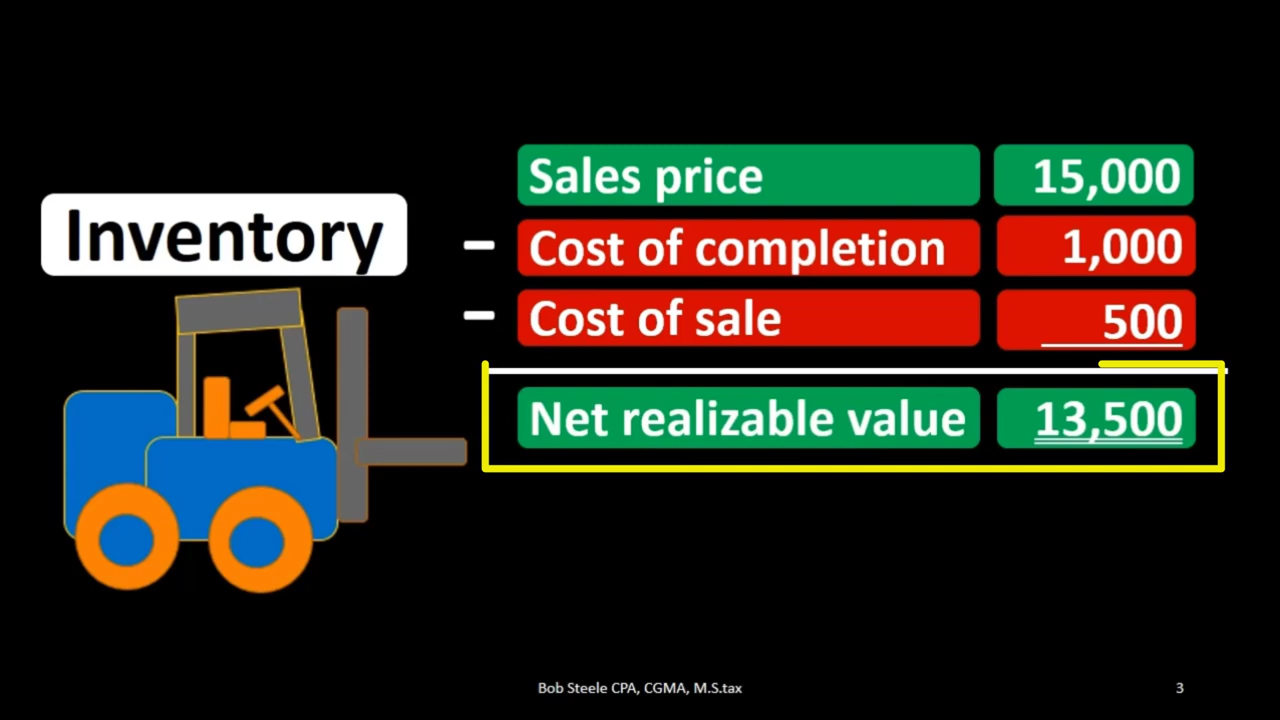 Inventory
Sales price 15,000
− Cost of completion 1,000
− Cost of sale 500
Net realizable value 13,500
Bob Steele CPA, CGMA, M.S.tax 3